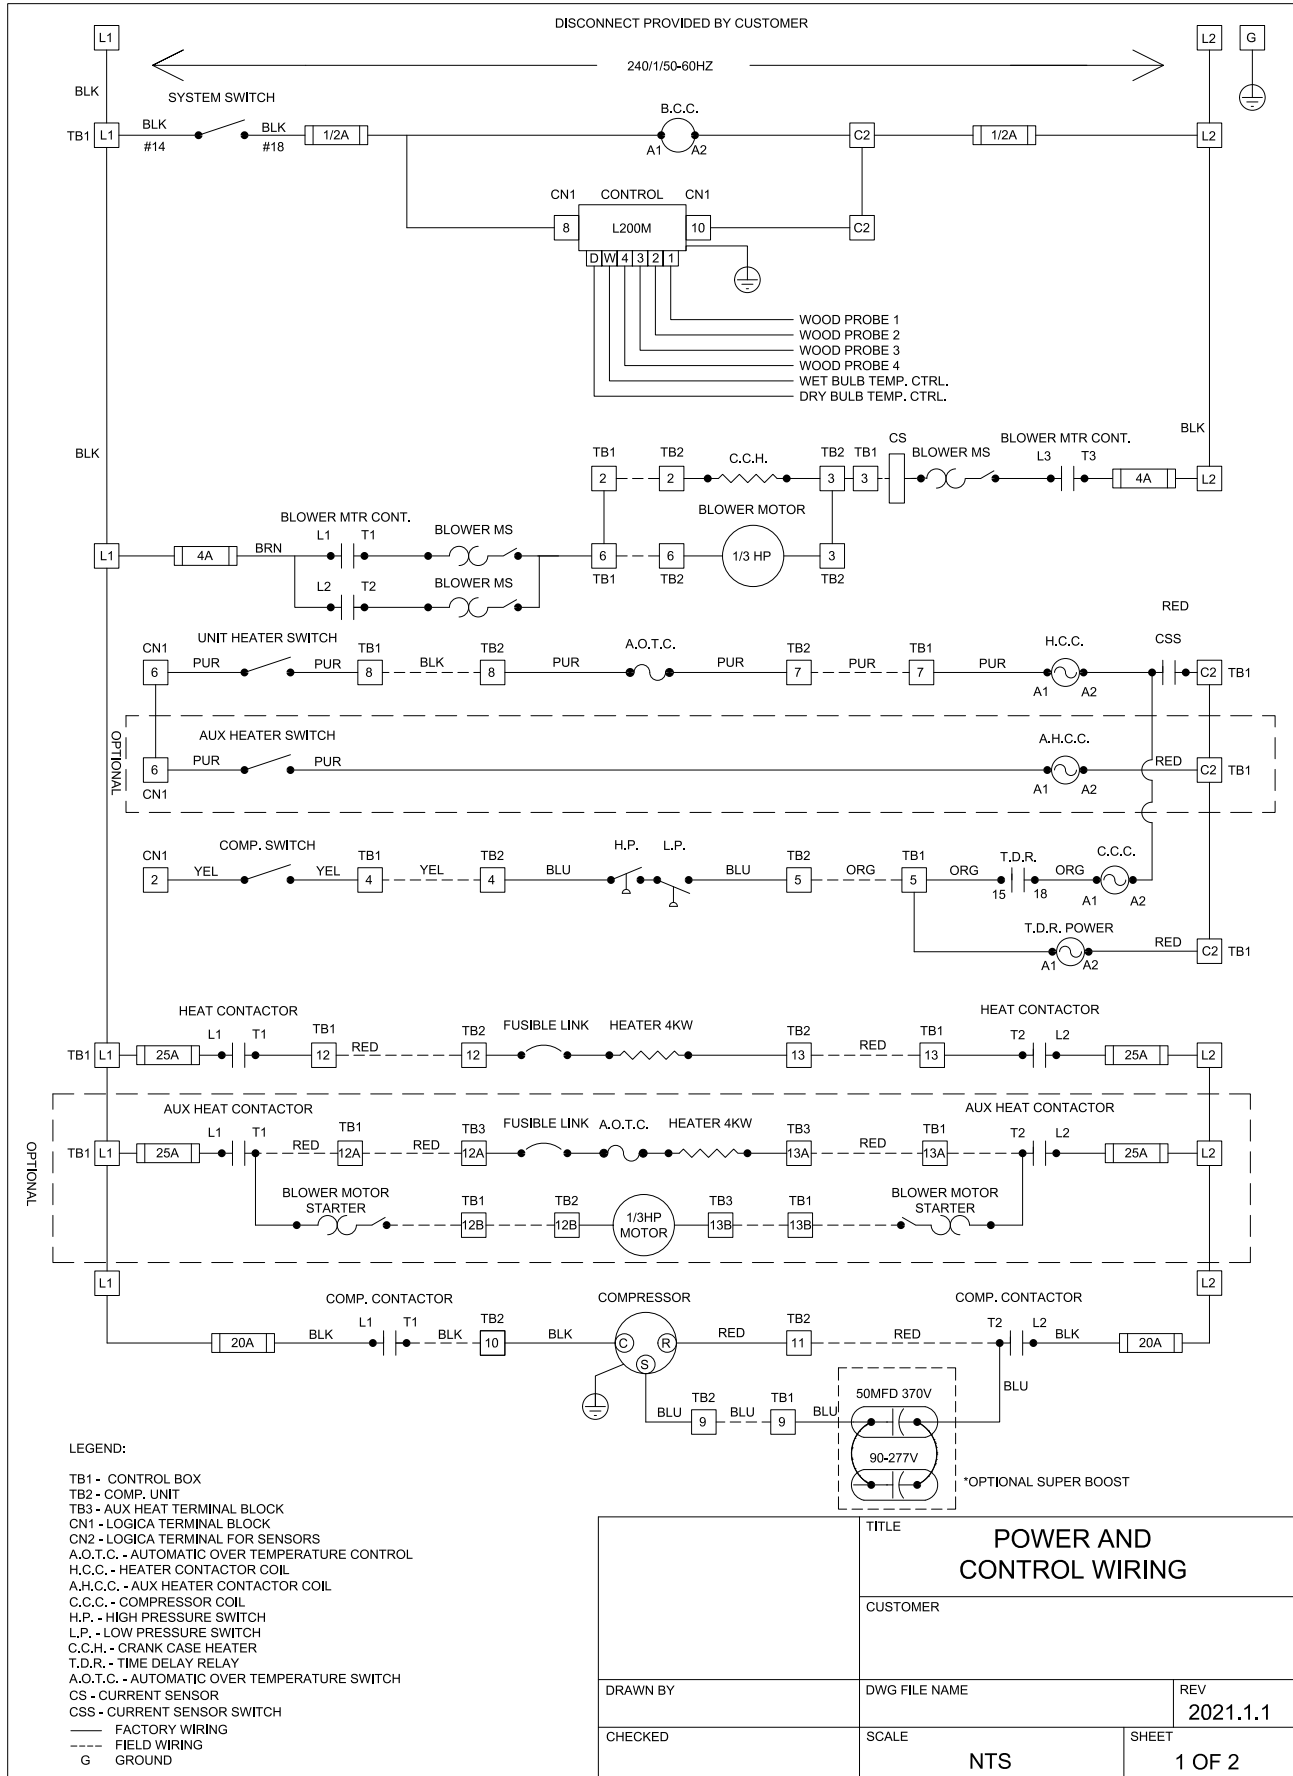 DISCONNECT PROVIDED BY CUSTOMER
L1
L2
G
240/1/50-60HZ
BLK
SYSTEM SWITCH
B.C.C.
TB1
L1
BLK
BLK
1/2A
C2
1/2A
L2
#14
#18
A1
A2
CN1
CONTROL
CN1
8
L200M
10
C2
D W 4 3 2 1
WOOD PROBE 1
WOOD PROBE 2
WOOD PROBE 3
WOOD PROBE 4
WET BULB TEMP. CTRL.
DRY BULB TEMP. CTRL.
BLK
BLK
TB1
TB2
C.C.H.
TB2
TB1
CS
BLOWER MS
BLOWER MTR CONT.
L3
T3
2
2
3
3
4A
L2
BLOWER MOTOR
BLOWER MTR CONT.
L1
T1
BLOWER MS
L1
4A
BRN
6
6
1/3 HP
3
TB1
TB2
TB2
L2
T2
BLOWER MS
RED
CN1
UNIT HEATER SWITCH
TB1
TB2
A.O.T.C.
TB2
TB1
H.C.C.
CSS
6
PUR
PUR
8
BLK
8
PUR
PUR
7
PUR
7
PUR
C2
TB1
A1
A2
OPTIONAL
AUX HEATER SWITCH
A.H.C.C.
6
PUR
PUR
RED
C2
TB1
CN1
A1
A2
CN1
COMP. SWITCH
TB1
TB2
H.P.
L.P.
TB2
TB1
T.D.R.
C.C.C.
2
YEL
YEL
4
YEL
4
BLU
BLU
5
ORG
5
ORG
ORG
15
18
A1
A2
T.D.R. POWER
RED
C2
TB1
A1
A2
HEAT CONTACTOR
HEAT CONTACTOR
L1
T1
TB1
TB2
FUSIBLE LINK
HEATER 4KW
TB2
TB1
T2
L2
TB1
L1
25A
12
RED
12
13
RED
13
25A
L2
OPTIONAL
AUX HEAT CONTACTOR
AUX HEAT CONTACTOR
L1
T1
TB1
TB3
FUSIBLE LINK
A.O.T.C.
HEATER 4KW
TB3
TB1
T2
L2
TB1
L1
25A
RED
12A
RED
12A
13A
RED
13A
25A
L2
BLOWER MOTOR
STARTER
TB1
TB2
1/3HP
MOTOR
TB3
TB1
BLOWER MOTOR
STARTER
12B
12B
13B
13B
L1
L2
COMP. CONTACTOR
COMPRESSOR
COMP. CONTACTOR
L1
T1
TB2
TB2
T2
L2
20A
BLK
BLK
10
BLK
C
R
S
RED
11
RED
BLK
20A
BLU
TB2
TB1
50MFD 370V
BLU
9
BLU
9
BLU
90-277V
*OPTIONAL SUPER BOOST
LEGEND:
TB1 - CONTROL BOX
TB2 - COMP. UNIT
TB3 - AUX HEAT TERMINAL BLOCK
CN1 - LOGICA TERMINAL BLOCK
CN2 - LOGICA TERMINAL FOR SENSORS
A.O.T.C. - AUTOMATIC OVER TEMPERATURE CONTROL
H.C.C. - HEATER CONTACTOR COIL
A.H.C.C. - AUX HEATER CONTACTOR COIL
C.C.C. - COMPRESSOR COIL
H.P. - HIGH PRESSURE SWITCH
L.P. - LOW PRESSURE SWITCH
C.C.H. - CRANK CASE HEATER
T.D.R. - TIME DELAY RELAY
A.O.T.C. - AUTOMATIC OVER TEMPERATURE SWITCH
CS - CURRENT SENSOR
CSS - CURRENT SENSOR SWITCH
FACTORY WIRING
FIELD WIRING
G GROUND
TITLE
POWER AND
CONTROL WIRING
CUSTOMER
DRAWN BY
DWG FILE NAME
REV
2021.1.1
CHECKED
SCALE
NTS
SHEET
1 OF 2